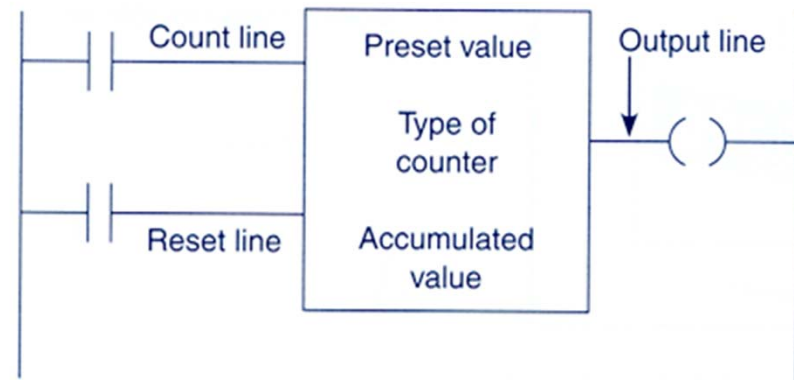 Count line
Preset value
Output line
Type of
counter
Reset line
Accumulated
value